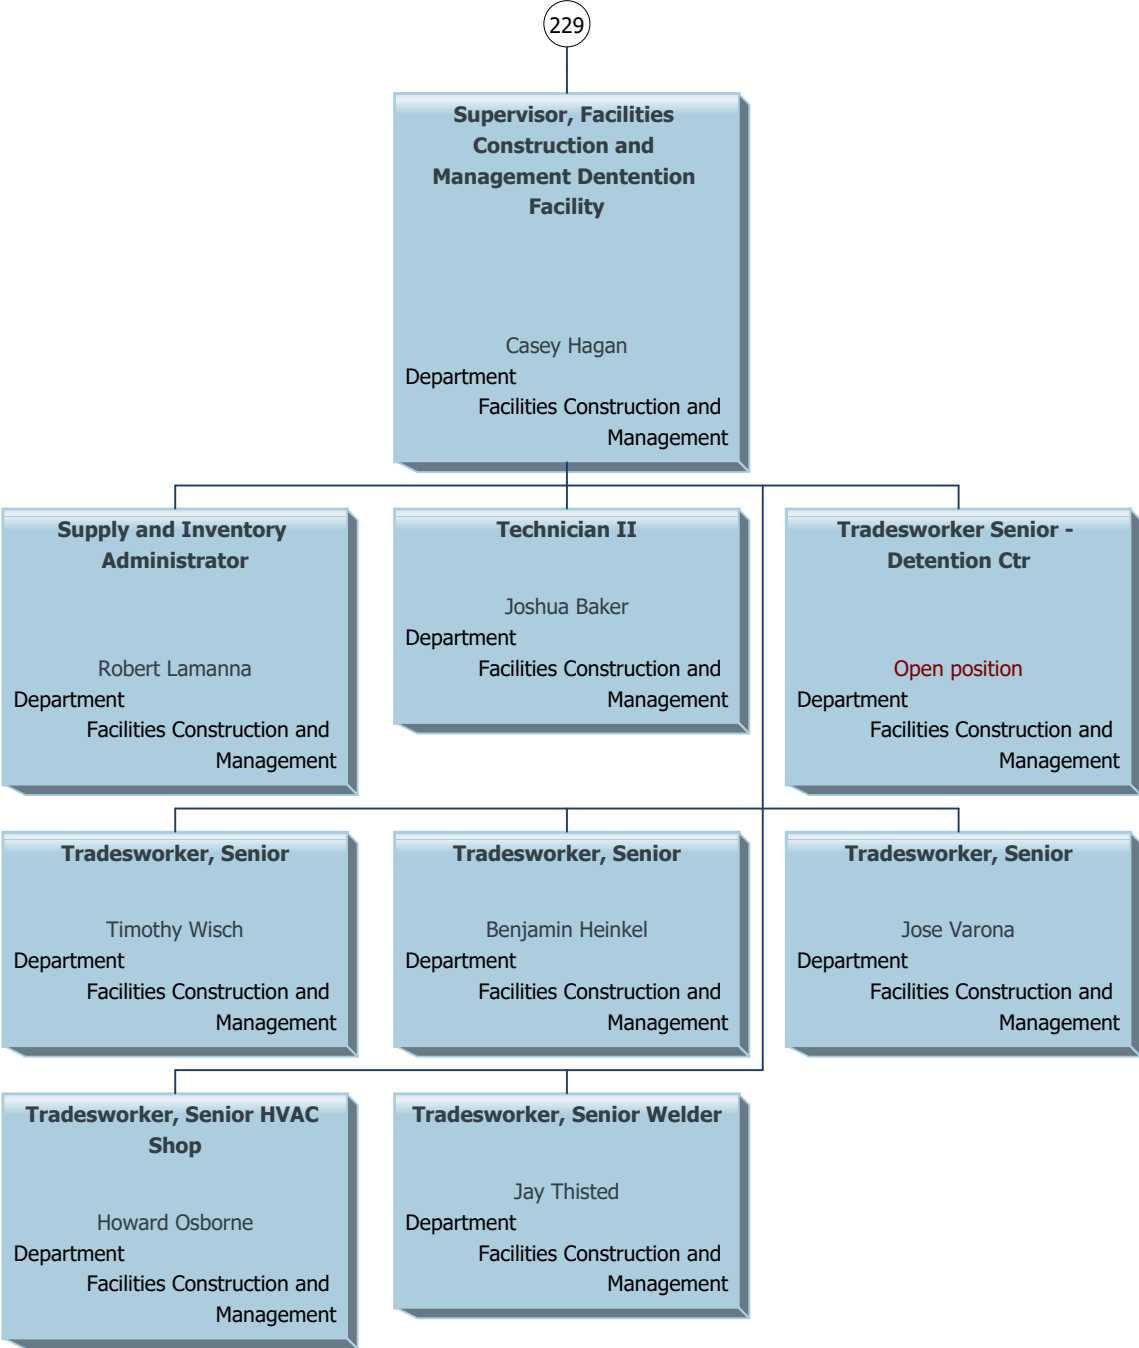 229
Supervisor, Facilities
Construction and
Management Dentention
Facility
Casey Hagan
Department
Facilities Construction and
Management
Supply and Inventory
Administrator
Robert Lamanna
Department
Facilities Construction and
Management
Technician II
Joshua Baker
Department
Facilities Construction and
Management
Tradesworker Senior -
Detention Ctr
Open position
Department
Facilities Construction and
Management
Tradesworker, Senior
Timothy Wisch
Department
Facilities Construction and
Management
Tradesworker, Senior
Benjamin Heinkel
Department
Facilities Construction and
Management
Tradesworker, Senior
Jose Varona
Department
Facilities Construction and
Management
Tradesworker, Senior HVAC
Shop
Howard Osborne
Department
Facilities Construction and
Management
Tradesworker, Senior Welder
Jay Thisted
Department
Facilities Construction and
Management